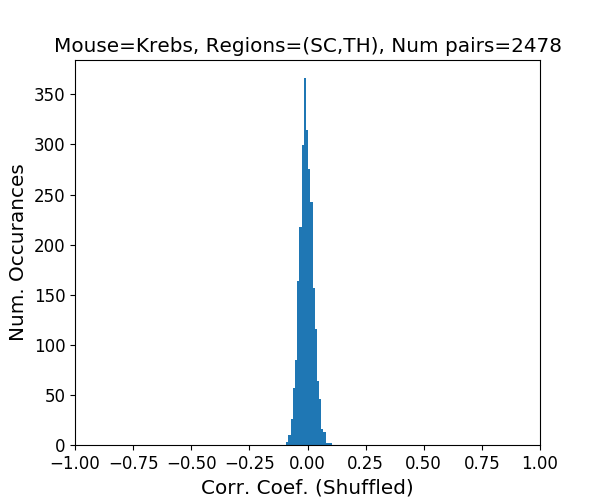 Mouse=Krebs, Regions=(SC,TH), Num pairs=2478
350
300
250
200
150
100
50
0
Num. Occurances
−1.00 −0.75 −0.50 −0.25 0.00 0.25 0.50 0.75 1.00
Corr. Coef. (Shuffled)